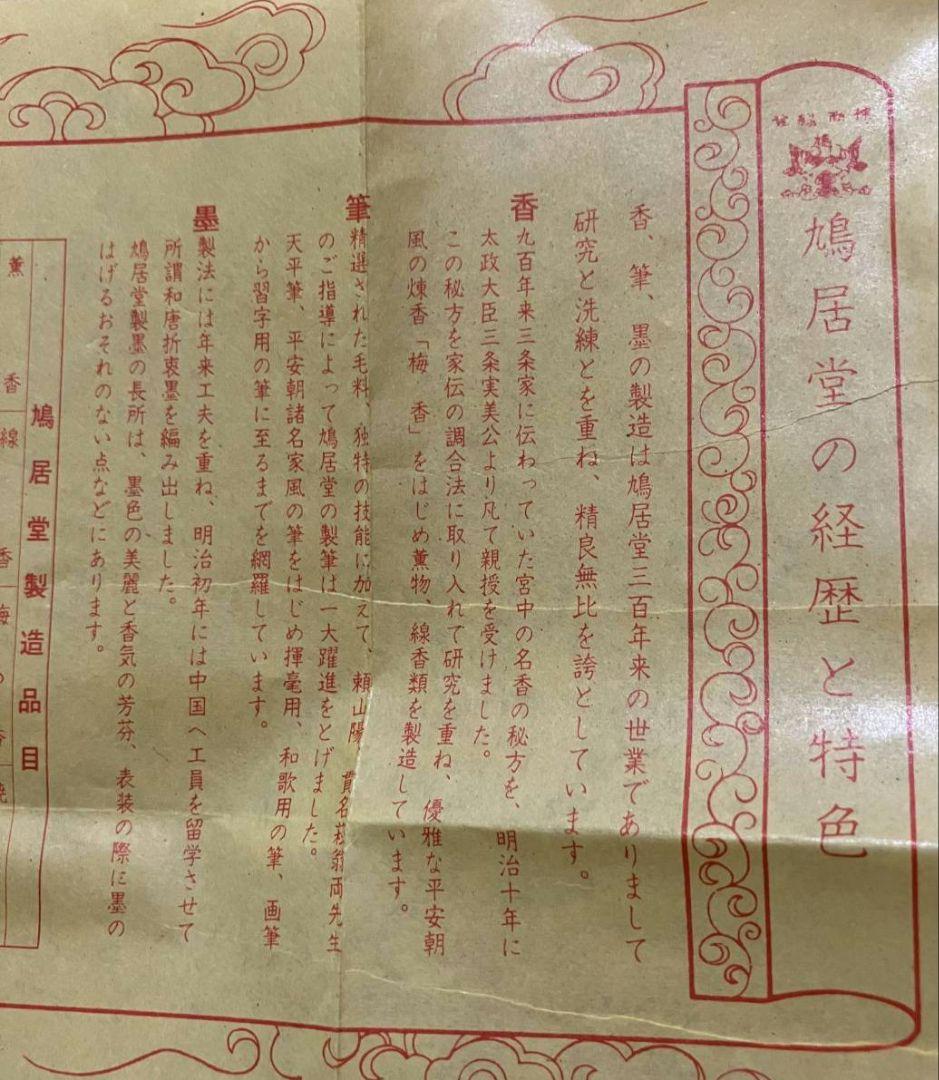 鳩居堂の経歴と特色
香、筆、墨の製造は鳩居堂三百年来の世業でありまして
研究と洗練とを重ね、精良無比を誇としています。
香 九百年来三条家に伝わっていた宮中の名香の秘方を、明治十年に
太政大臣三条実美公より凡て親授を受けました。
この秘方を家伝の調合法に取り入れて研究を重ね、優雅な平安朝
風の煉香「梅 香」をはじめ薫物、線香類を製造しています。
筆 精選された毛料、独特の技能に加えて、頼山陽 貫名菘翁両先生
のご指導によって鳩居堂の製筆は一大躍進をとげました。
天平筆、平安朝諸名家風の筆をはじめ揮毫用、和歌用の筆、画筆
から習字用の筆に至るまでを網羅しています。
墨 製法には年来工夫を重ね、明治初年には中国へ工員を留学させて
所謂和唐折衷墨を編み出しました。
鳩居堂製墨の長所は、墨色の美麗と香気の芳芬、表装の際に墨の
はげるおそれのない点などにあります。
鳩居堂製造品目
薫 香
線 香